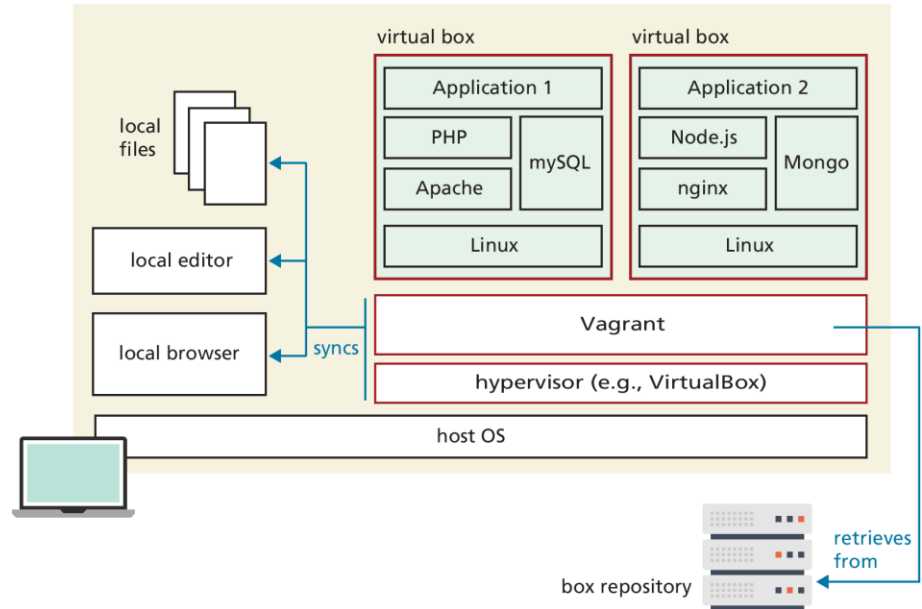 virtual box
virtual box
Application 1
Application 2
local
files
PHP
mySQL
Apache
Node.js
Mongo
nginx
Linux
Linux
local editor
local browser
syncs
Vagrant
hypervisor (e.g., VirtualBox)
host OS
retrieves
from
box repository